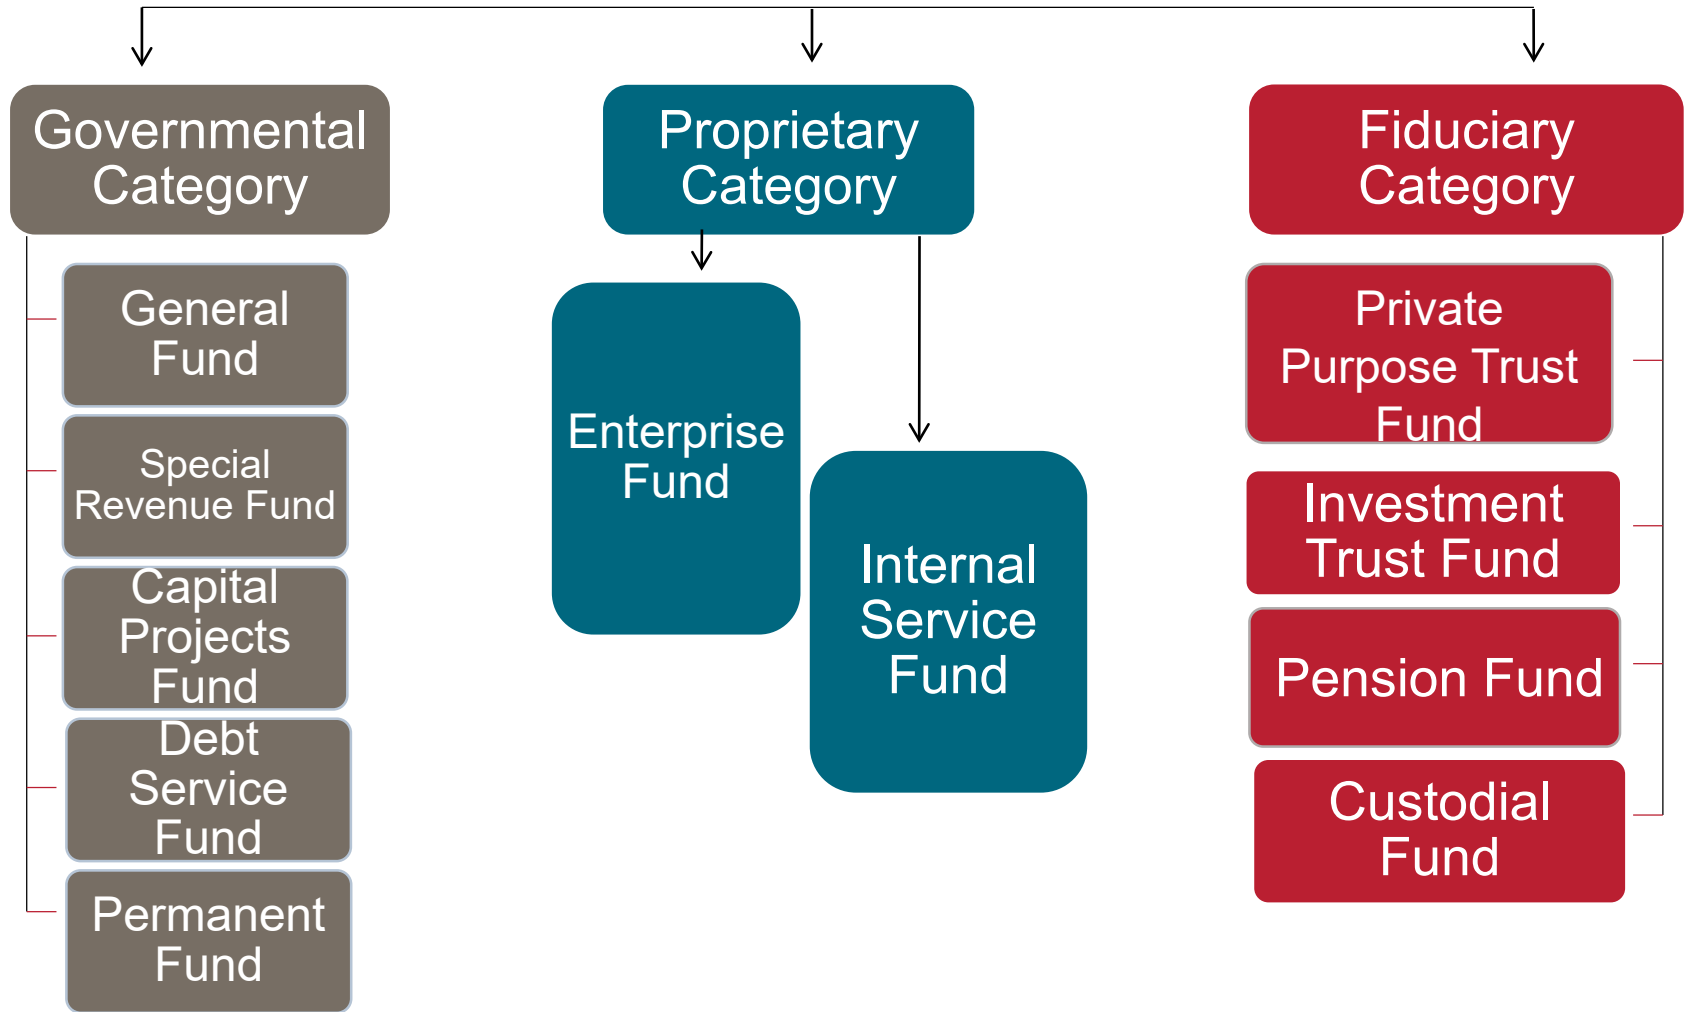 Governmental
Category
General
Fund
Special
Revenue Fund
Capital
Projects
Fund
Debt
Service
Fund
Permanent
Fund
Proprietary
Category
Enterprise
Fund
Internal
Service
Fund
Fiduciary
Category
Private
Purpose Trust
Fund
Investment
Trust Fund
Pension Fund
Custodial
Fund